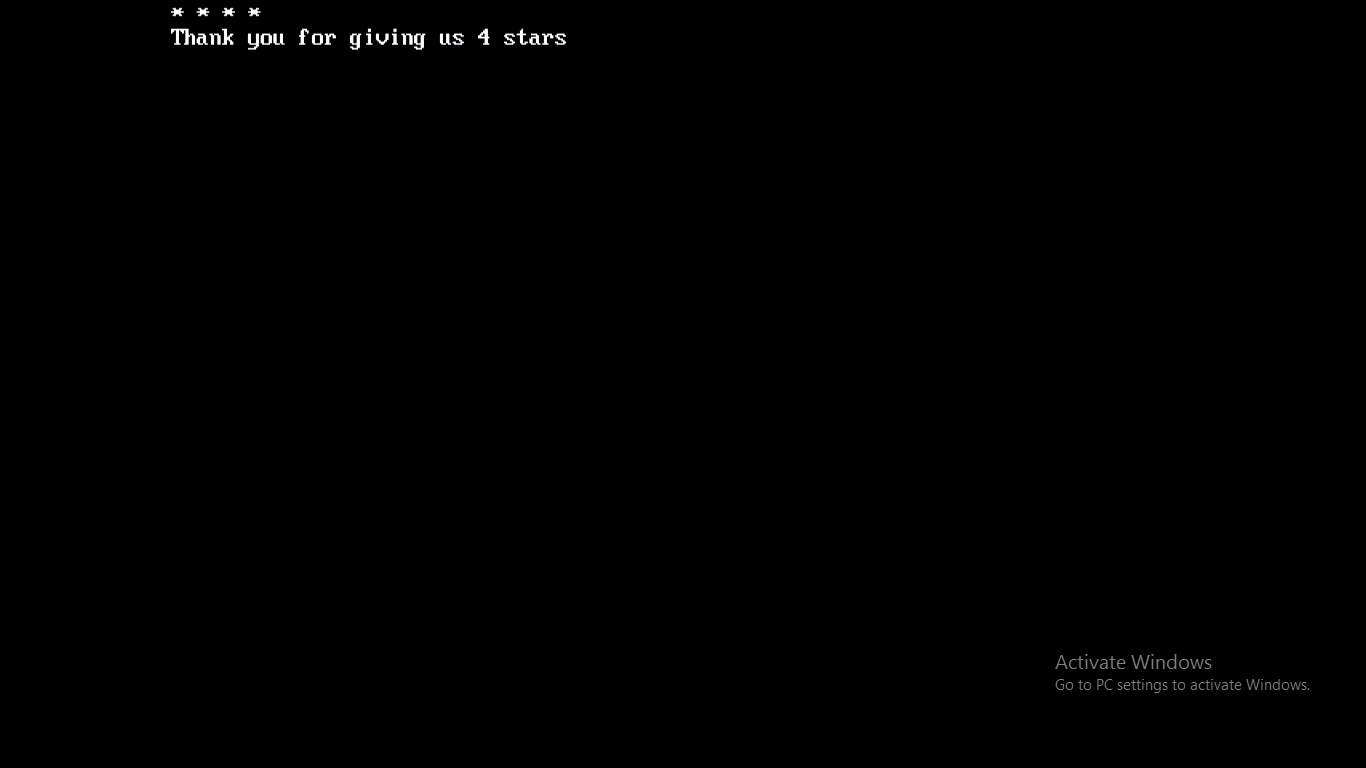 * * * *
Thank you for giving us 4 stars
Activate Windows
Go to PC settings to activate Windows.